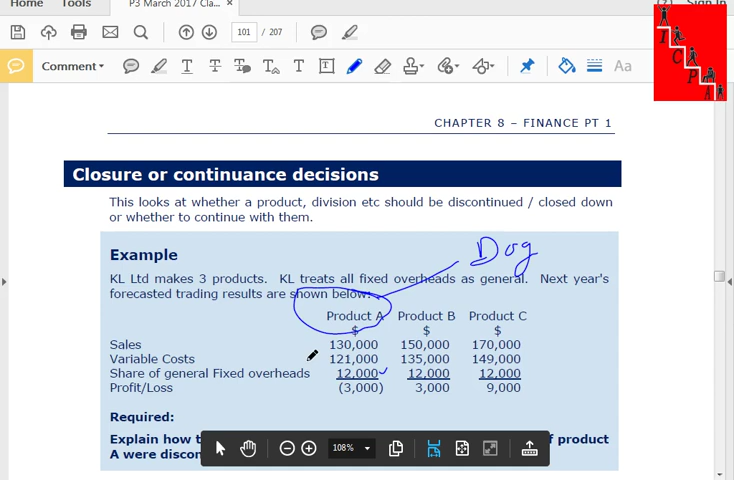 Home Tools P3 March 2017 Cla... × Sign In
101 / 207
Comment T T T T T T Aa
I
C
P
A
CHAPTER 8 – FINANCE PT 1
Closure or continuance decisions
This looks at whether a product, division etc should be discontinued / closed down
or whether to continue with them.
Dog
Example
KL Ltd makes 3 products. KL treats all fixed overheads as general. Next year's
forecasted trading results are shown below:
Product A Product B Product C
$ $ $
Sales 130,000 150,000 170,000
Variable Costs 121,000 135,000 149,000
Share of general Fixed overheads 12,000 12,000 12,000
Profit/Loss (3,000) 3,000 9,000
Required:
Explain how t f product
A were discon
108%